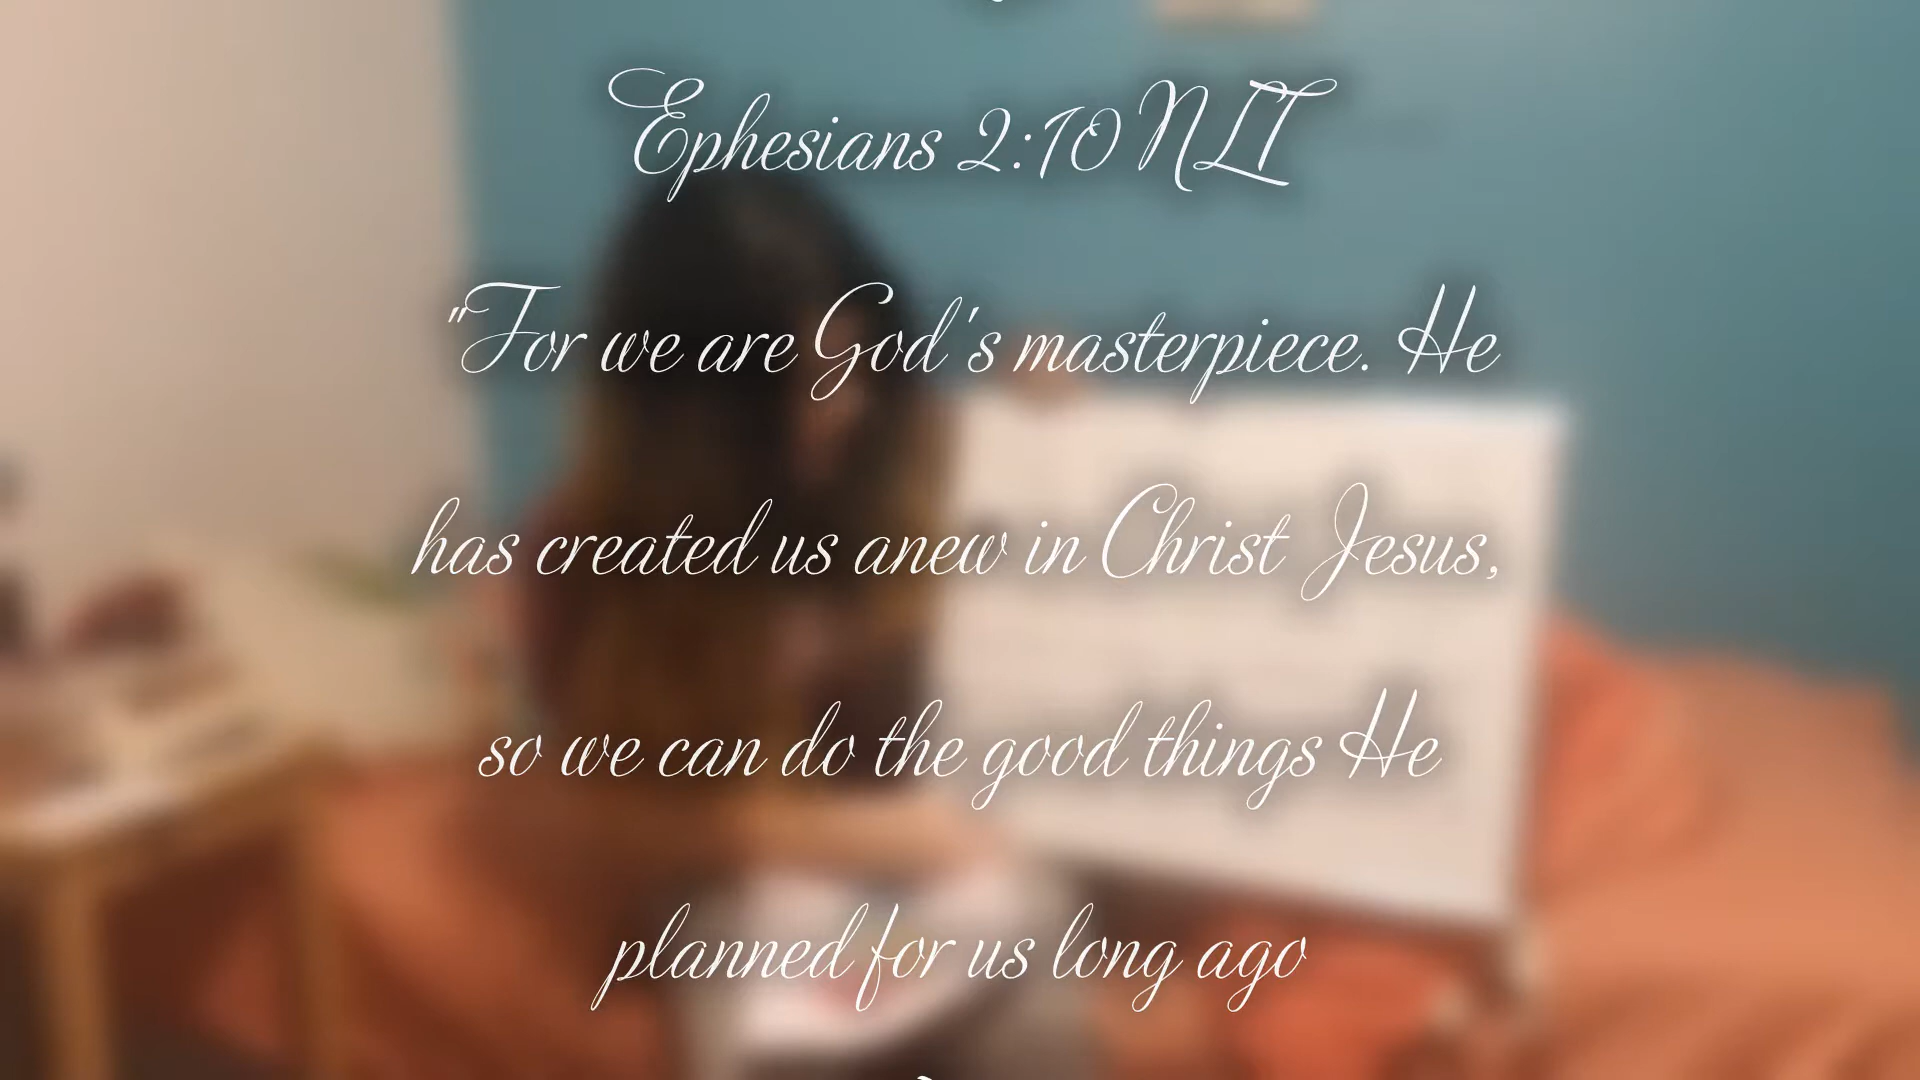 Ephesians 2:10 NLT
"For we are God's masterpiece. He
has created us anew in Christ Jesus,
so we can do the good things He
planned for us long ago